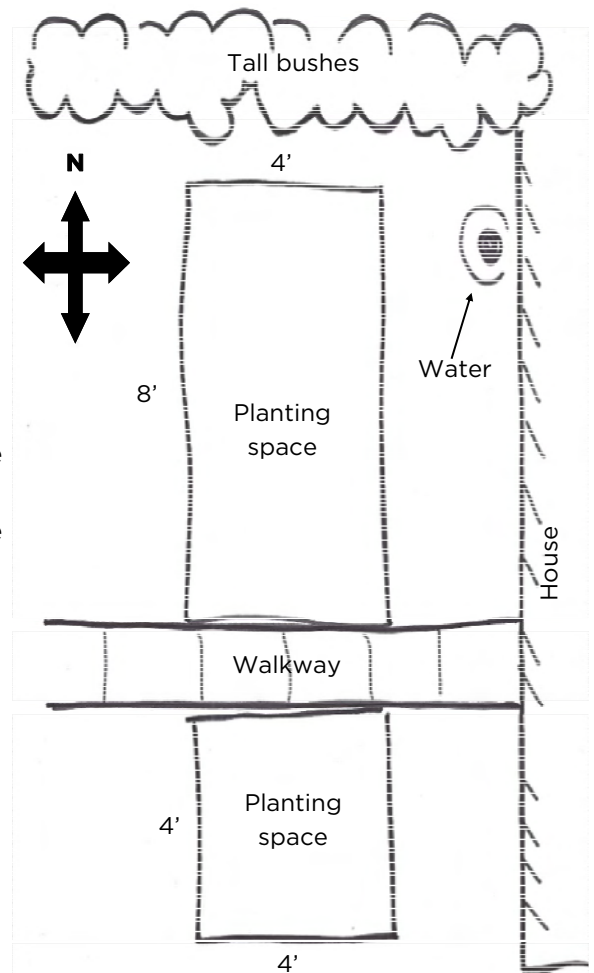 Tall bushes
N
4’
Water
8’
Planting
space
House
Walkway
Planting
space
4’
4’